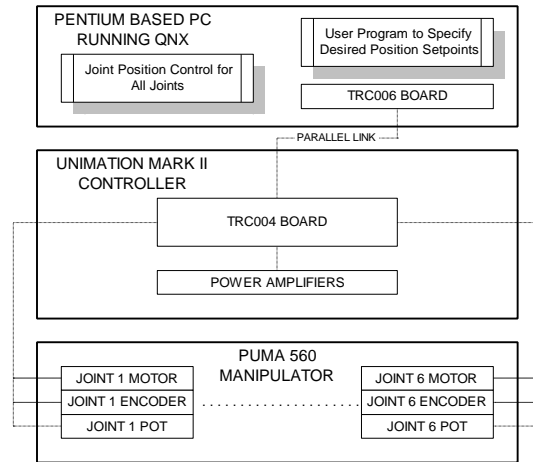 PENTIUM BASED PC
RUNNING QNX
Joint Position Control for
All Joints
User Program to Specify
Desired Position Setpoints
TRC006 BOARD
PARALLEL LINK
UNIMATION MARK II
CONTROLLER
TRC004 BOARD
POWER AMPLIFIERS
PUMA 560
MANIPULATOR
JOINT 1 MOTOR
JOINT 1 ENCODER
JOINT 1 POT
. . . . . . . . . . . . . . . . . . . . .
JOINT 6 MOTOR
JOINT 6 ENCODER
JOINT 6 POT